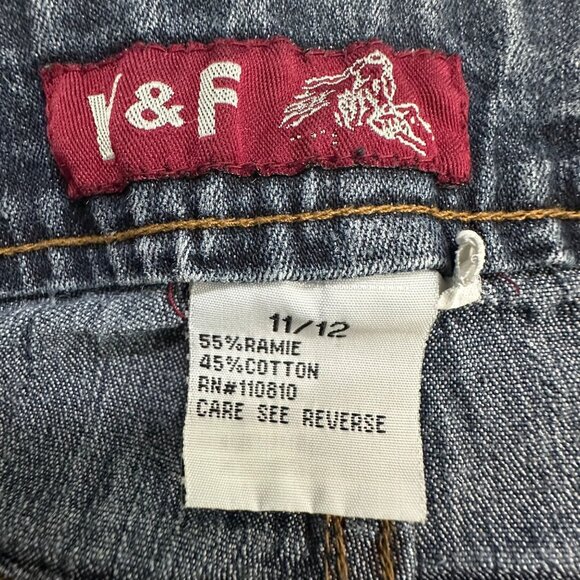 Y & F
11/12
55%RAMIE
45%COTTON
RN#110810
CARE SEE REVERSE